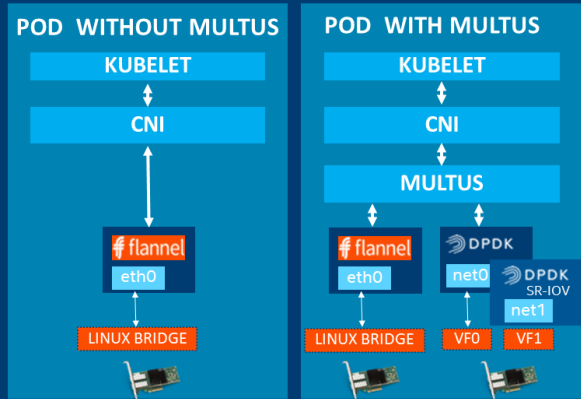 POD WITHOUT MULTUS
KUBELET
CNI
flannel
eth0
LINUX BRIDGE
POD WITH MULTUS
KUBELET
CNI
MULTUS
flannel
eth0
LINUX BRIDGE
DPDK
net0
VF0
DPDK
SR-IOV
net1
VF1